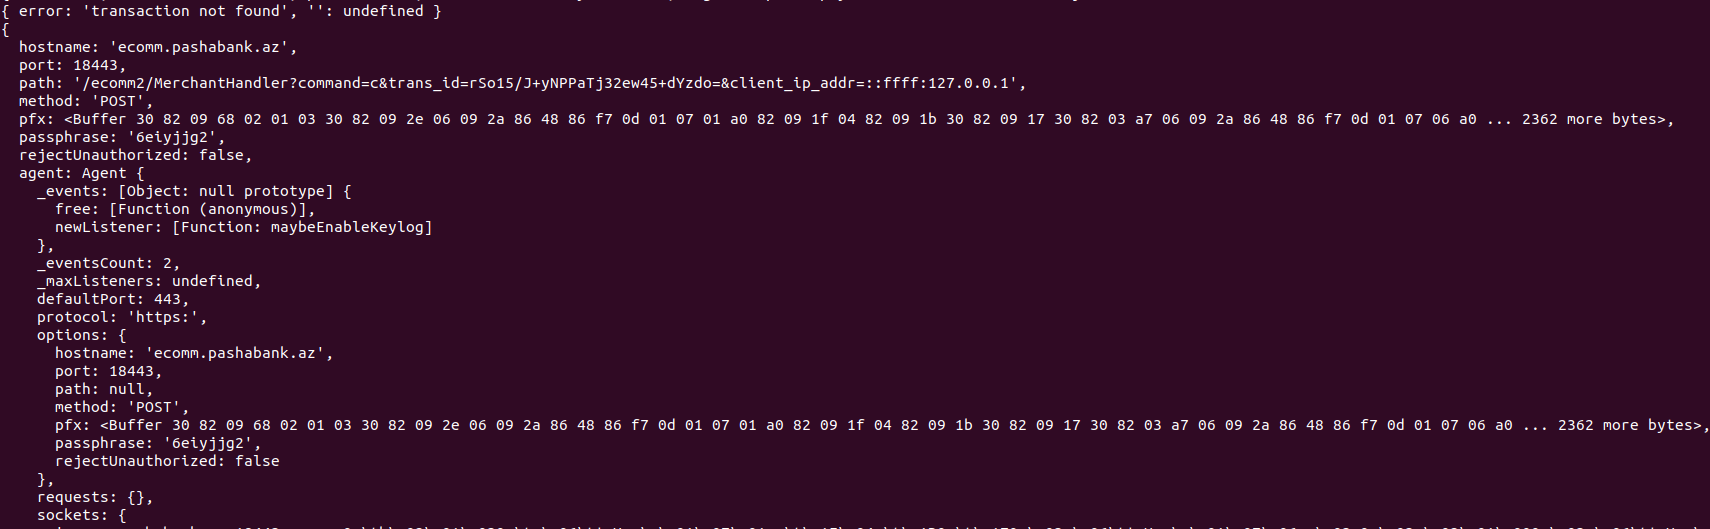 { error: 'transaction not found', '': undefined }
{
  hostname: 'ecomm.pashabank.az',
  port: 18443,
  path: '/ecomm2/MerchantHandler?command=c&trans_id=rSo15/J+yNPPaTj32ew45+dYzdo=&client_ip_addr=::ffff:127.0.0.1',
  method: 'POST',
  pfx: <Buffer 30 82 09 68 02 01 03 30 82 09 2e 06 09 2a 86 48 86 f7 0d 01 07 01 a0 82 09 1f 04 82 09 1b 30 82 09 17 30 82 03 a7 06 09 2a 86 48 86 f7 0d 01 07 06 a0 ... 2362 more bytes>,
  passphrase: '6eiyjjg2',
  rejectUnauthorized: false,
  agent: Agent {
    _events: [Object: null prototype] {
      free: [Function (anonymous)],
      newListener: [Function: maybeEnableKeylog]
    },
    _eventsCount: 2,
    _maxListeners: undefined,
    defaultPort: 443,
    protocol: 'https:',
    options: {
      hostname: 'ecomm.pashabank.az',
      port: 18443,
      path: null,
      method: 'POST',
      pfx: <Buffer 30 82 09 68 02 01 03 30 82 09 2e 06 09 2a 86 48 86 f7 0d 01 07 01 a0 82 09 1f 04 82 09 1b 30 82 09 17 30 82 03 a7 06 09 2a 86 48 86 f7 0d 01 07 06 a0 ... 2362 more bytes>,
      passphrase: '6eiyjjg2',
      rejectUnauthorized: false
    },
    requests: {},
    sockets: {